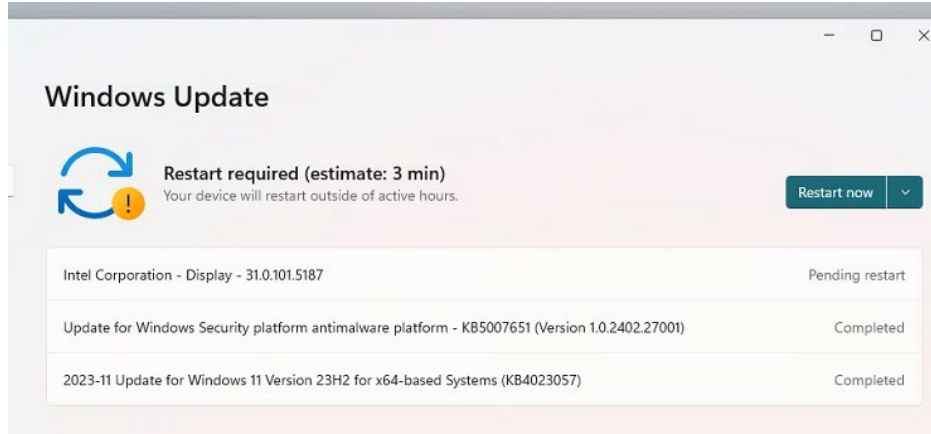 Windows Update
Restart required (estimate: 3 min)
Your device will restart outside of active hours.
Restart now
Intel Corporation - Display - 31.0.101.5187
Pending restart
Update for Windows Security platform antimalware platform - KB5007651 (Version 1.0.2402.27001)
Completed
2023-11 Update for Windows 11 Version 23H2 for x64-based Systems (KB4023057)
Completed